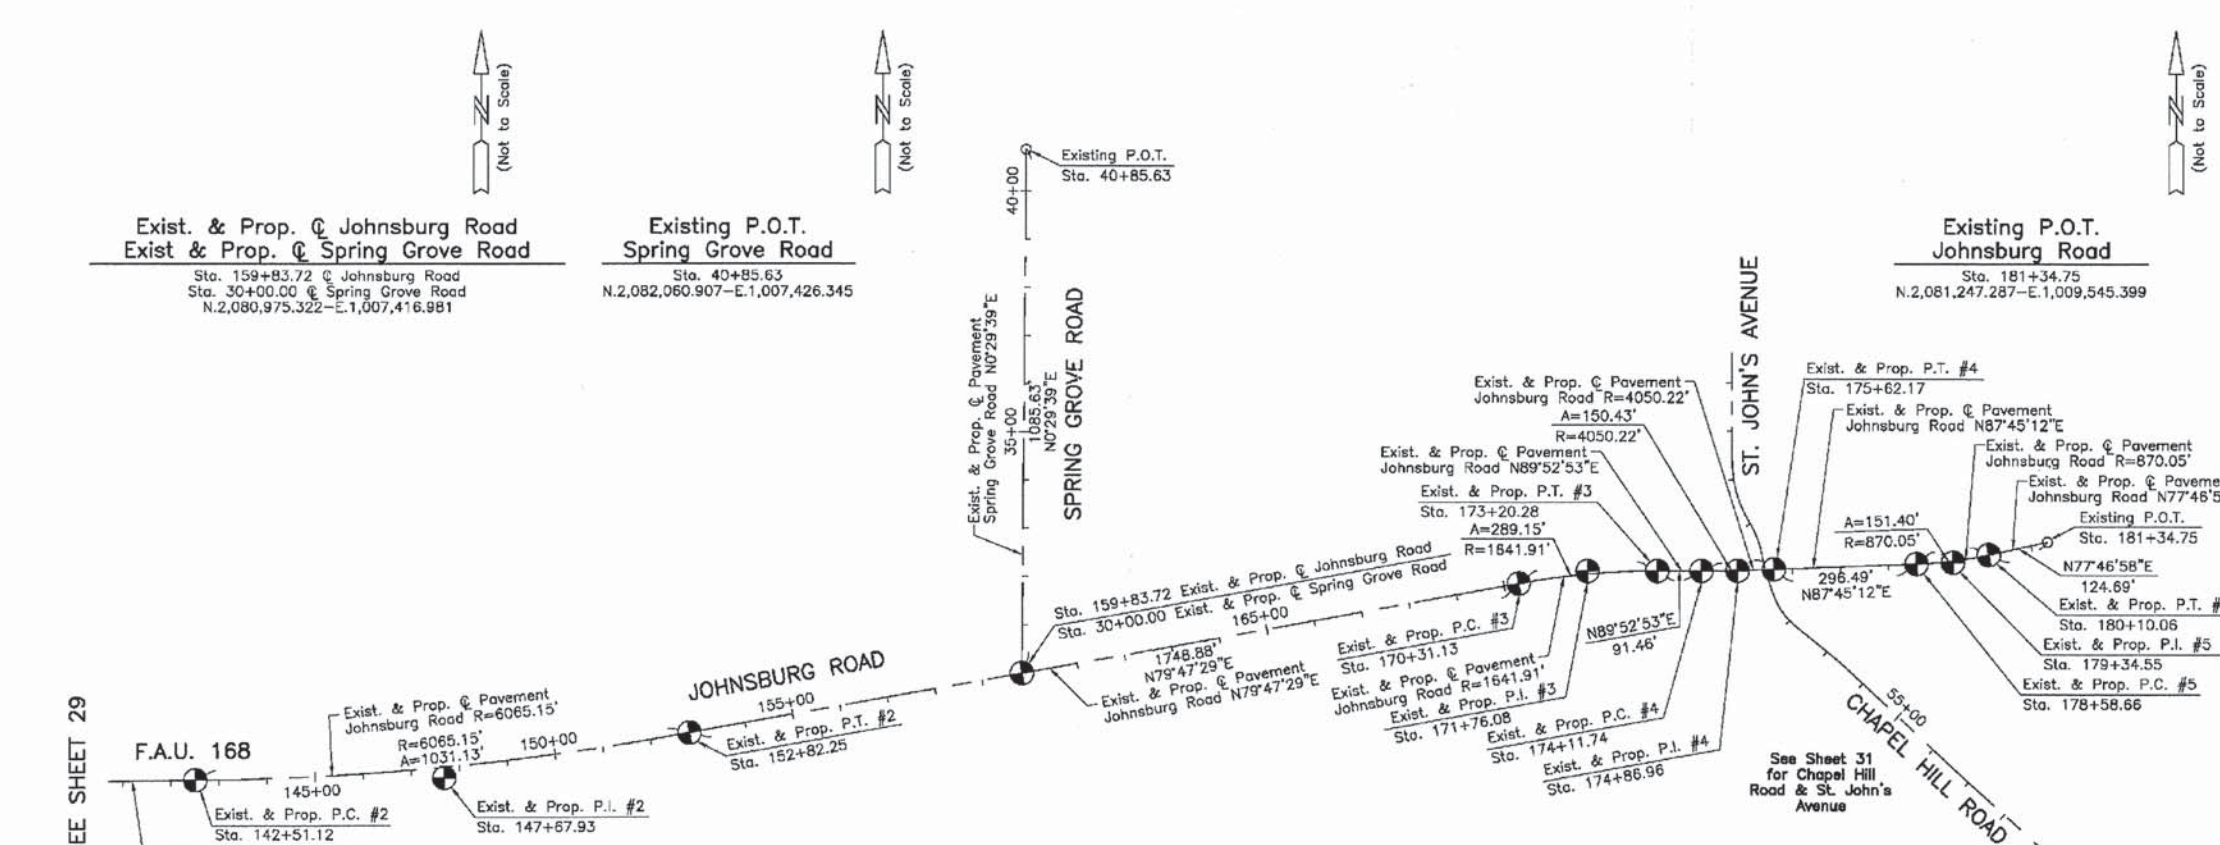 (Not to Scale)
N
(Not to Scale)
N
(Not to Scale)
N
Exist. & Prop. ℄ Johnsburg Road
Exist & Prop. ℄ Spring Grove Road
Sta. 159+83.72 ℄ Johnsburg Road
Sta. 30+00.00 ℄ Spring Grove Road
N.2,080,975.322-E.1,007,416.981
Existing P.O.T.
Spring Grove Road
Sta. 40+85.63
N.2,082,060.907-E.1,007,426.345
Existing P.O.T.
Sta. 40+85.63
40+00
Existing P.O.T.
Johnsburg Road
Sta. 181+34.75
N.2,081,247.287-E.1,009,545.399
Exist. & Prop. ℄ Pavement
Spring Grove Road N0°29'39"E
35+00
1085.63'
N0°29'39"E
SPRING GROVE ROAD
ST. JOHN'S AVENUE
Exist. & Prop. ℄ Pavement
Johnsburg Road R=4050.22'
A=150.43'
R=4050.22'
Exist. & Prop. ℄ Pavement
Johnsburg Road N89°52'53"E
Exist. & Prop. P.T. #3
Sta. 173+20.28
A=289.15'
R=1641.91'
Exist. & Prop. P.T. #4
Sta. 175+62.17
Exist. & Prop. ℄ Pavement
Johnsburg Road N87°45'12"E
Exist. & Prop. ℄ Pavement
Johnsburg Road R=870.05'
Exist. & Prop. ℄ Paveme
Johnsburg Road N77°46'5
A=151.40'
R=870.05'
Existing P.O.T.
Sta. 181+34.75
N77°46'58"E
124.69'
296.49'
N87°45'12"E
Exist. & Prop. P.T. #
Sta. 180+10.06
Exist. & Prop. P.I. #5
Sta. 179+34.55
Exist. & Prop. P.C. #5
Sta. 178+58.66
Sta. 159+83.72 Exist. & Prop. ℄ Johnsburg Road
Sta. 30+00.00 Exist. & Prop. ℄ Spring Grove Road
165+00
1748.88'
N79°47'29"E
Exist. & Prop. ℄ Pavement
Johnsburg Road N79°47'29"E
Exist. & Prop. P.C. #3
Sta. 170+31.13
Exist. & Prop. ℄ Pavement
Johnsburg Road R=1641.91'
Exist. & Prop. P.I. #3
Sta. 171+76.08
N89°52'53"E
91.46'
Exist. & Prop. P.C. #4
Sta. 174+11.74
Exist. & Prop. P.I. #4
Sta. 174+86.96
See Sheet 31
for Chapel Hill
Road & St. John's
Avenue
55+00
CHAPEL HILL ROAD
JOHNSBURG ROAD
155+00
Exist. & Prop. P.T. #2
Sta. 152+82.25
Exist. & Prop. ℄ Pavement
Johnsburg Road R=6065.15'
R=6065.15'
A=1031.13'
150+00
F.A.U. 168
145+00
Exist. & Prop. P.C. #2
Sta. 142+51.12
Exist. & Prop. P.I. #2
Sta. 147+67.93
EE SHEET 29